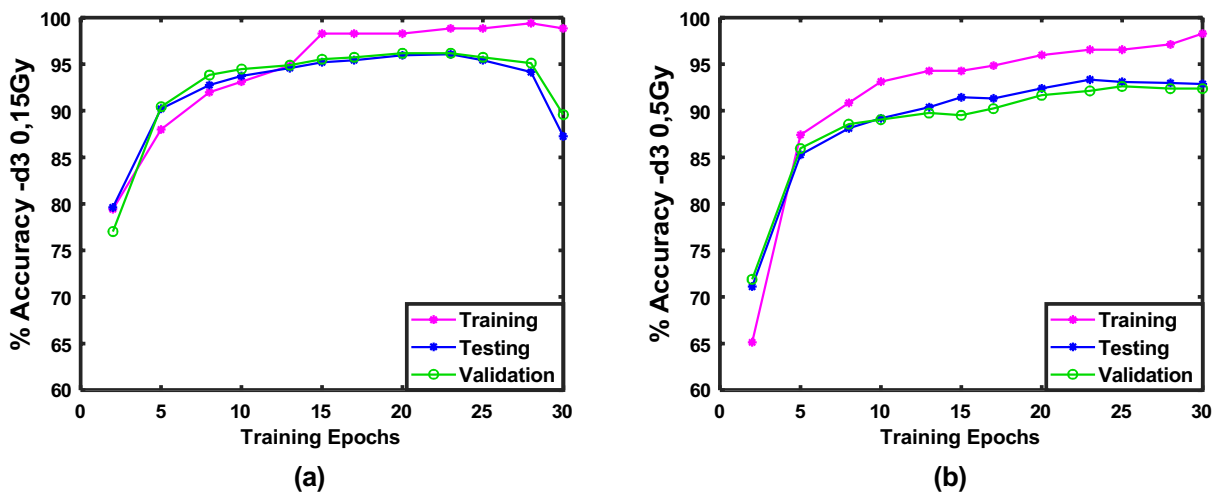 % Accuracy -d3 0,15Gy
100
95
90
85
80
75
70
65
60
0 5 10 15 20 25 30
Training Epochs
Training
Testing
Validation
(a)
% Accuracy -d3 0,5Gy
100
95
90
85
80
75
70
65
60
0 5 10 15 20 25 30
Training Epochs
Training
Testing
Validation
(b)